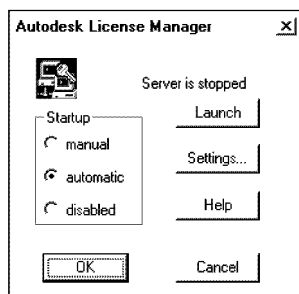 Autodesk License Manager
Server is stopped
Startup
manual
automatic
disabled
Launch
Settings...
Help
OK
Cancel